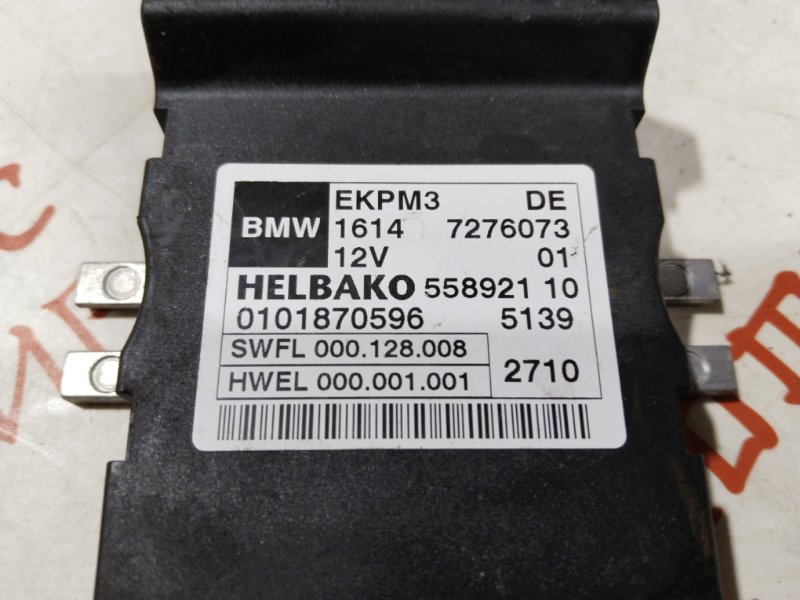 EKPM3 DE
BMW 1614 7276073
12V 01
HELBAKO 558921 10
0101870596 5139
SWFL 000.128.008
HWEL 000.001.001 2710